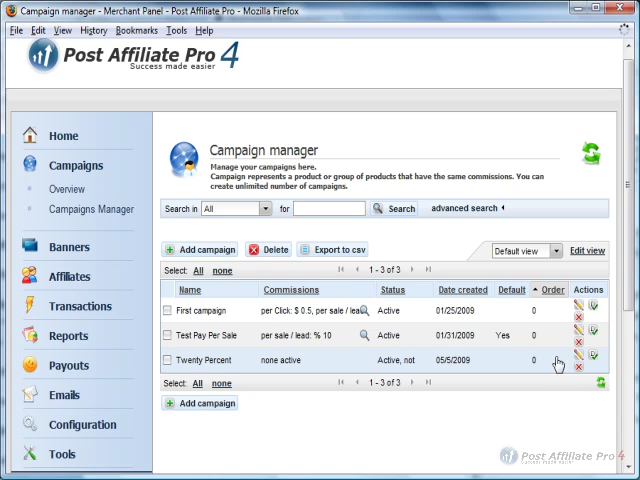 Campaign manager - Merchant Panel - Post Affiliate Pro - Mozilla Firefox
File Edit View History Bookmarks Tools Help
Post Affiliate Pro 4
Success made easier
Home
Campaigns
Overview
Campaigns Manager
Banners
Affiliates
Transactions
Reports
Payouts
Emails
Configuration
Tools
Campaign manager
Manage your campaigns here.
Campaign represents a product or group of products that have the same commissions. You can
create unlimited number of campaigns.
Search in All for Search advanced search
Add campaign Delete Export to csv Default view Edit view
Select: All none 1 - 3 of 3
Name Commissions Status Date created Default Order Actions
First campaign per Click: $ 0.5, per sale / lea Active 01/25/2009 0
Test Pay Per Sale per sale / lead: % 10 Active 01/31/2009 Yes 0
Twenty Percent none active Active, not 05/5/2009 0
Select: All none 1 - 3 of 3
Add campaign
Post Affiliate Pro 4
Success made easier